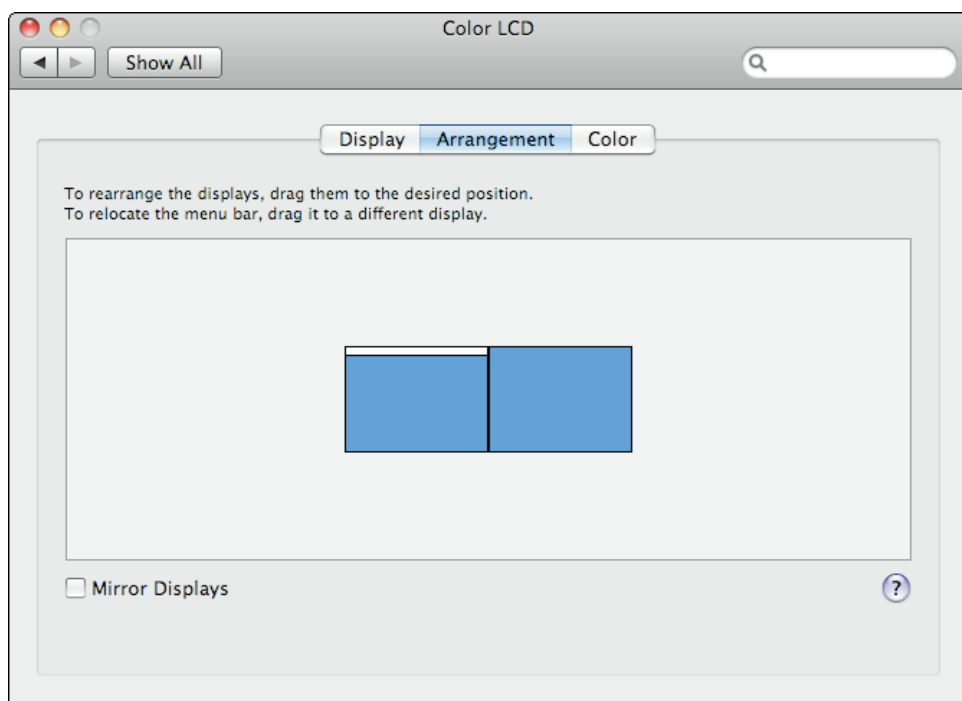 Color LCD
Show All
Display Arrangement Color
To rearrange the displays, drag them to the desired position.
To relocate the menu bar, drag it to a different display.
Mirror Displays
?